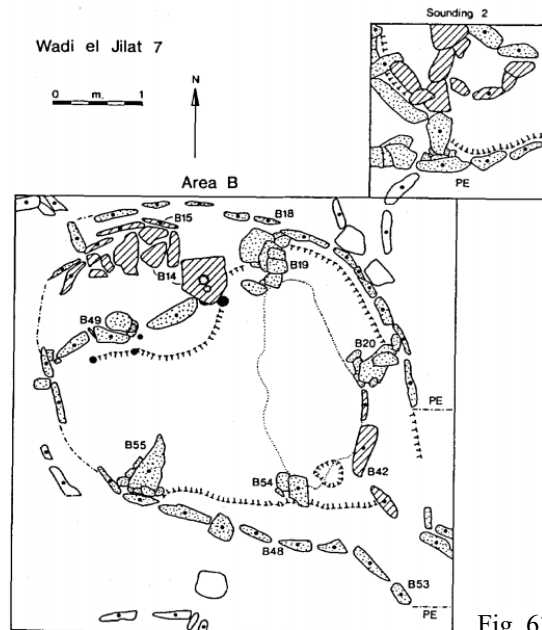 Sounding 2
Wadi el Jilat 7
0 m. 1
N
PE
Area B
B15
B18
B14
B19
B49
B20
PE
B42
B55
B54
B48
B53
PE